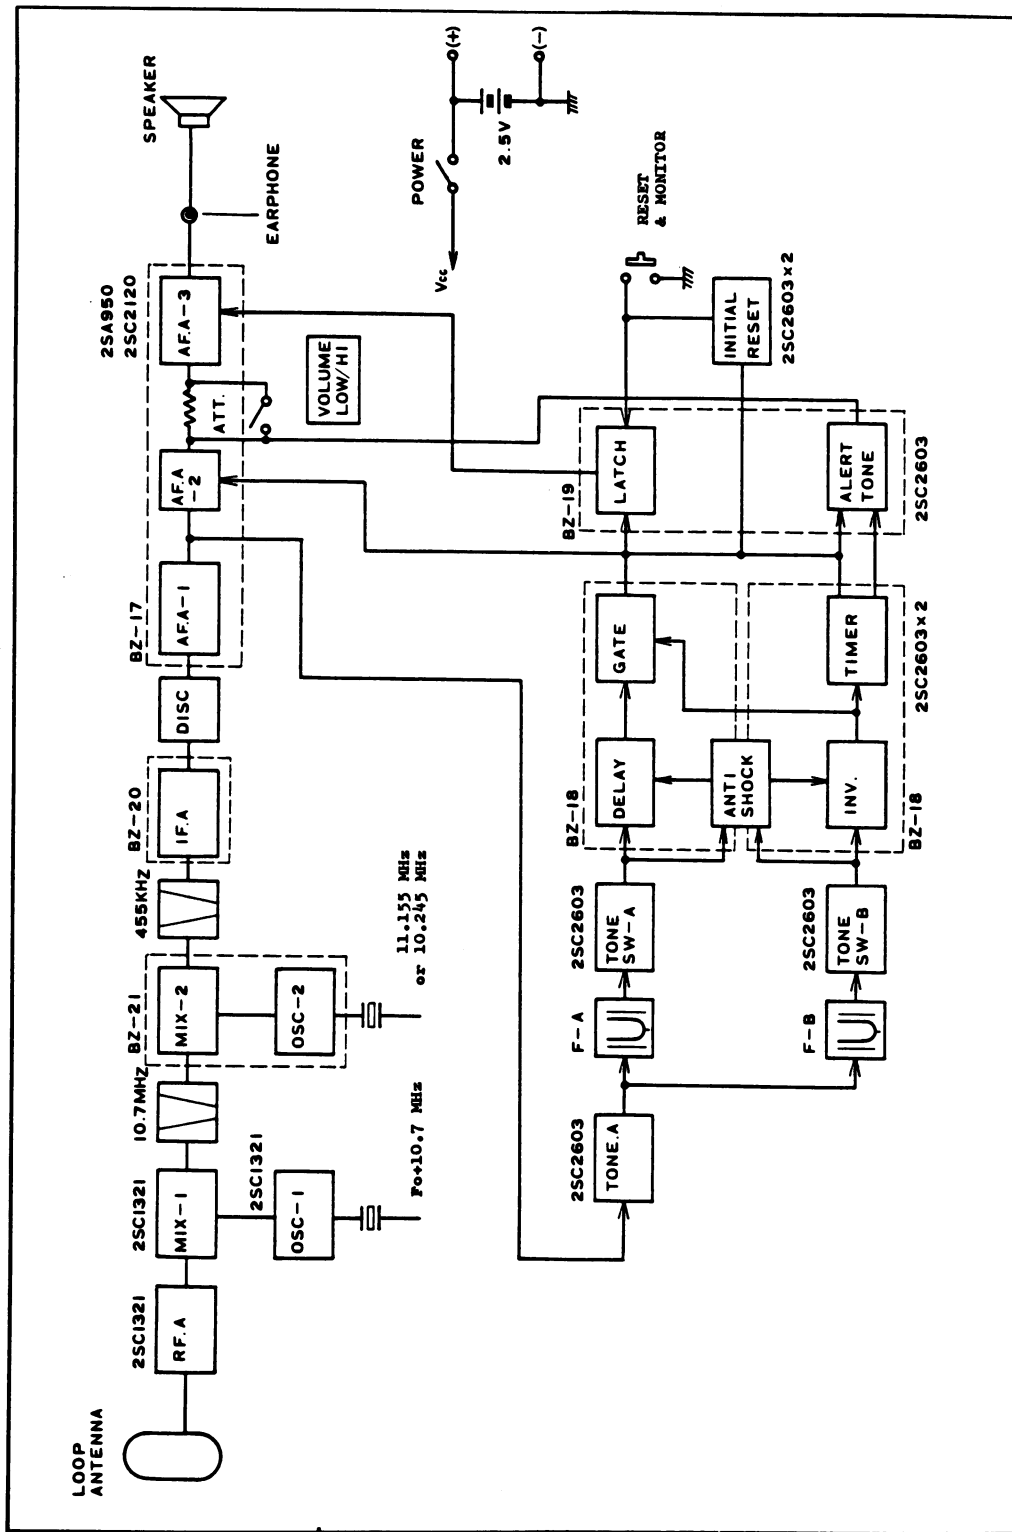 LOOP
ANTENNA
2SC1321
RF.A
2SC1321
MIX-1
2SC1321
OSC-1
Fo+10.7 MHz
10.7MHZ
BZ-21
MIX-2
OSC-2
11.155 MHz
or 10.245 MHz
455KHZ
BZ-20
IF.A
DISC
BZ-17
AF.A-1
AF.A
-2
ATT.
VOLUME
LOW/HI
2SA950
2SC2120
AF.A-3
EARPHONE
SPEAKER
Vcc
POWER
2.5V
(+)
(-)
2SC2603
TONE.A
F-A
2SC2603
TONE
SW-A
F-B
2SC2603
TONE
SW-B
BZ-18
DELAY
GATE
ANTI
SHOCK
INV.
BZ-18
TIMER
2SC2603×2
BZ-19
LATCH
ALERT
TONE
2SC2603
RESET
& MONITOR
INITIAL
RESET
2SC2603×2